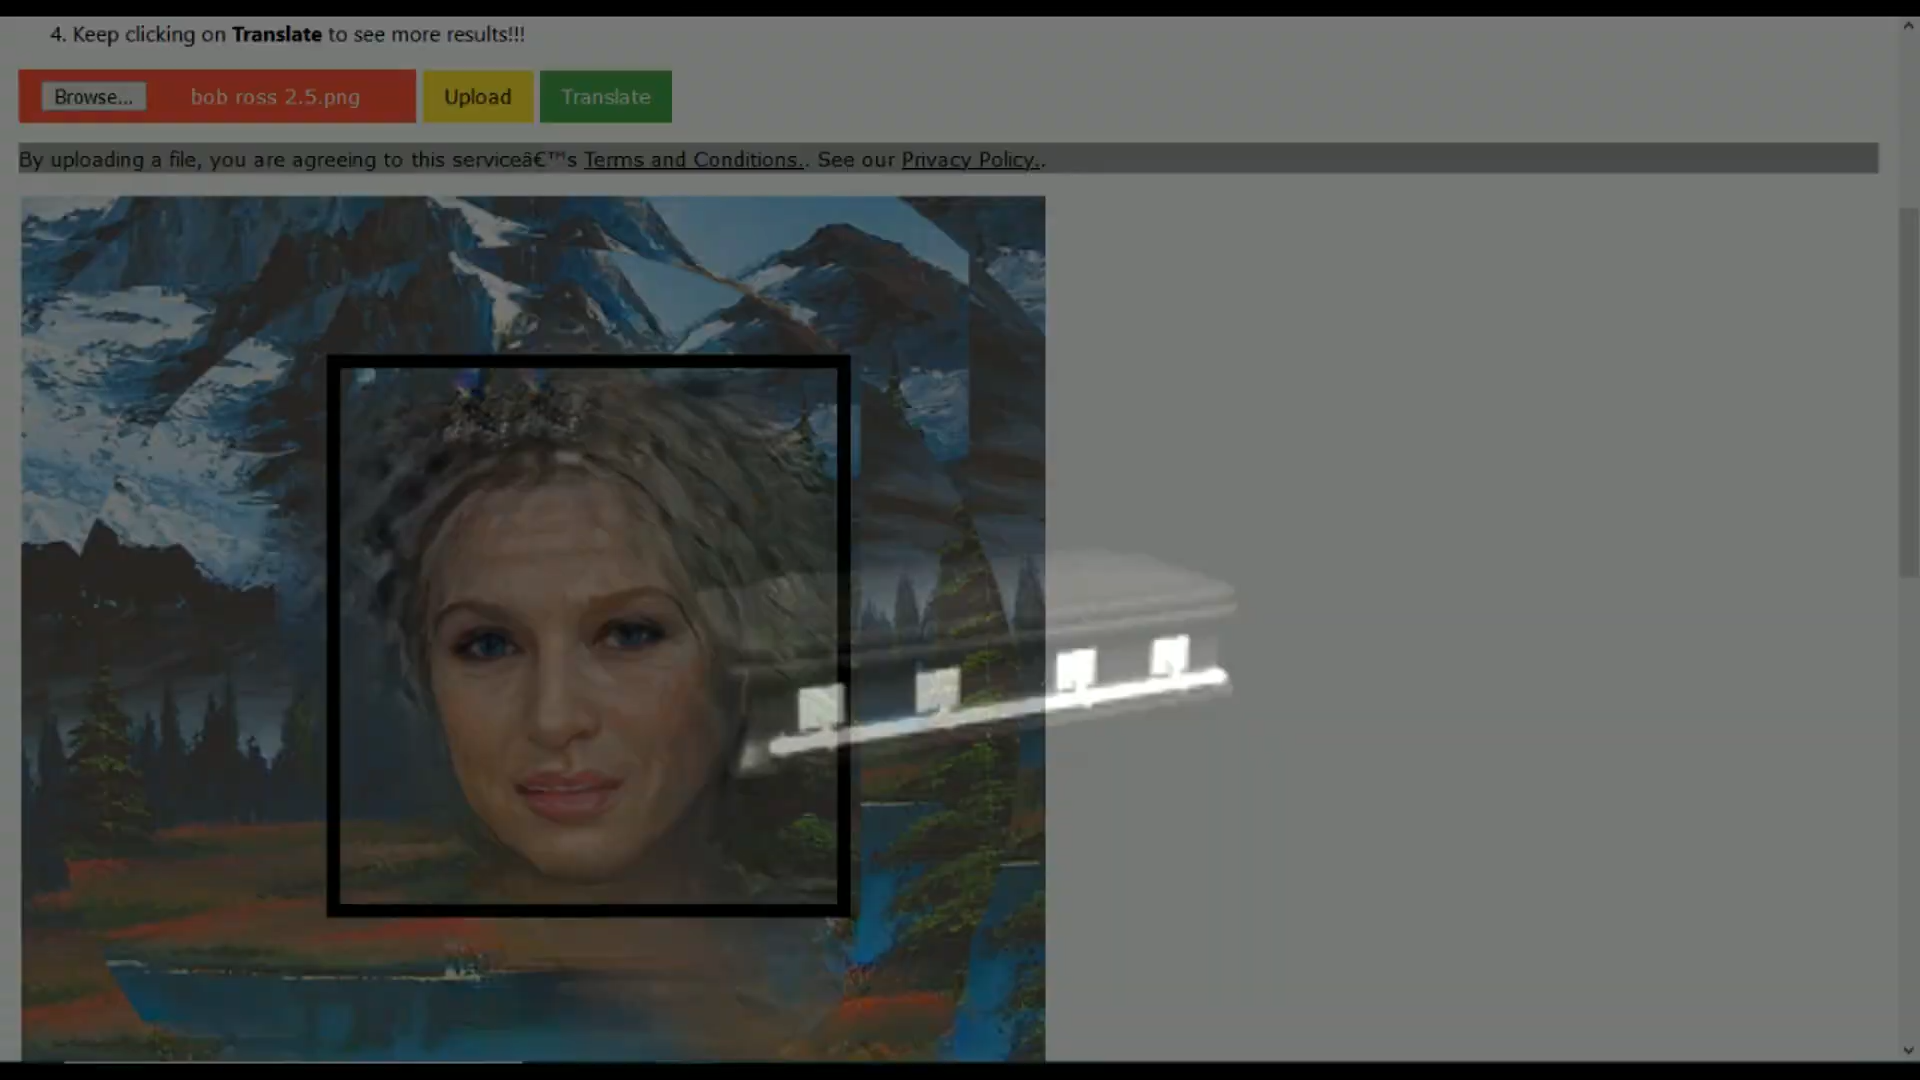 4. Keep clicking on Translate to see more results!!!
Browse... bob ross 2.5.png Upload Translate
By uploading a file, you are agreeing to this serviceâ€™s Terms and Conditions.. See our Privacy Policy..